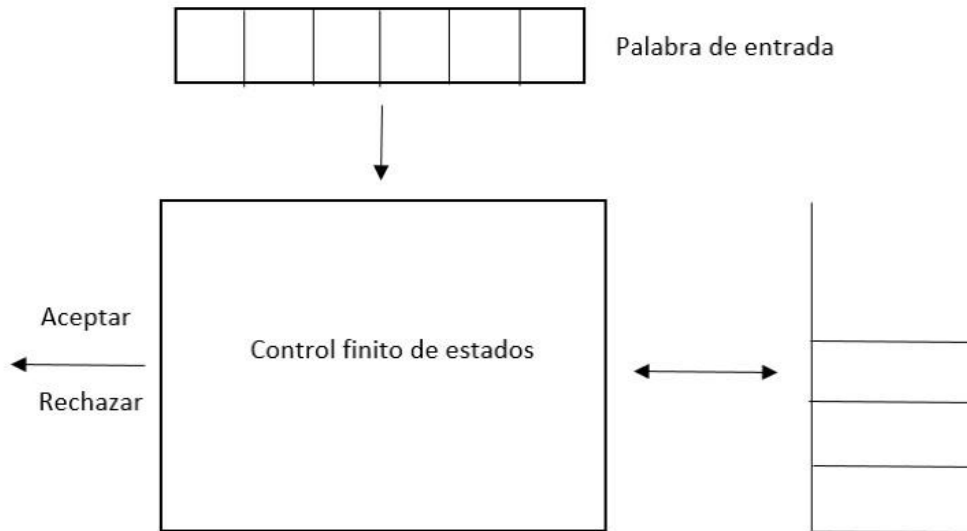 Palabra de entrada
Aceptar
Control finito de estados
Rechazar